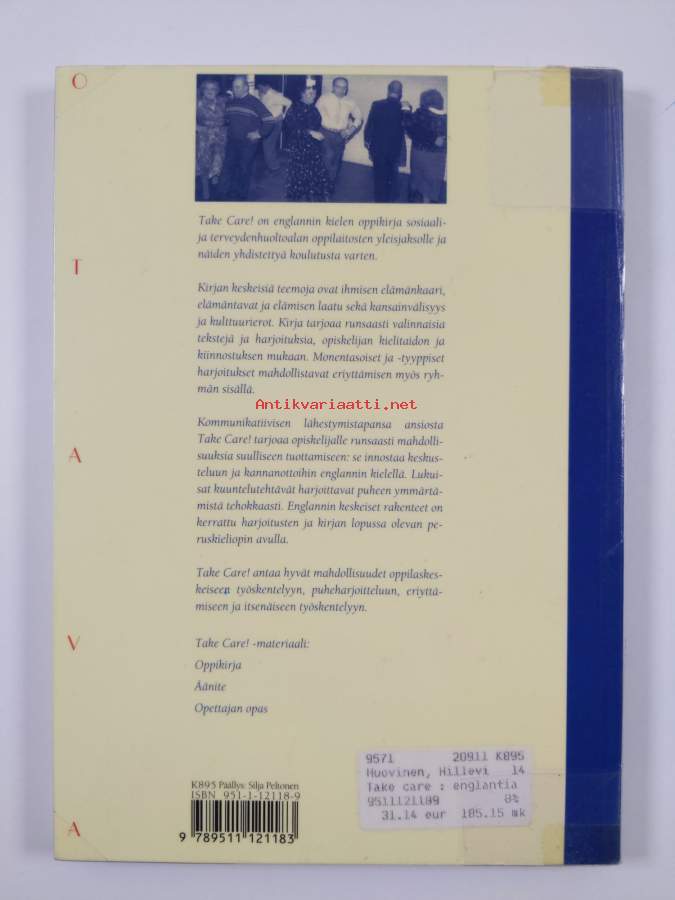 O
T
A
V
A
Take Care! on englannin kielen oppikirja sosiaali-
ja terveydenhuoltoalan oppilaitosten yleisjaksolle ja
näiden yhdistettyä koulutusta varten.
Kirjan keskeisiä teemoja ovat ihmisen elämänkaari,
elämäntavat ja elämisen laatu sekä kansainvälisyys
ja kulttuurierot. Kirja tarjoaa runsaasti valinnaisia
tekstejä ja harjoituksia, opiskelijan kielitaidon ja
kiinnostuksen mukaan. Monentasoiset ja -tyyppiset
harjoitukset mahdollistavat eriyttämisen myös ryh-
män sisällä.
Antikvariaatti.net
Kommunikatiivisen lähestymistapansa ansiosta
Take Care! tarjoaa opiskelijalle runsaasti mahdolli-
suuksia suulliseen tuottamiseen: se innostaa keskus-
teluun ja kannanottoihin englannin kielellä. Lukui-
sat kuuntelutehtävät harjoittavat puheen ymmärtä-
mistä tehokkaasti. Englannin keskeiset rakenteet on
kerrattu harjoitusten ja kirjan lopussa olevan pe-
ruskieliopin avulla.
Take Care! antaa hyvät mahdollisuudet oppilaskes-
keiseen työskentelyyn, puheharjoitteluun, eriyttä-
miseen ja itsenäiseen työskentelyyn.
Take Care! -materiaali:
Oppikirja
Äänite
Opettajan opas
K895 Päällys: Silja Peltonen
ISBN 951-1-12118-9
9 789511 121183
9571 20911 K895
Huovinen, Hillevi 14
Take care : englantia
9511121189 8%
31.14 eur 185.15 mk